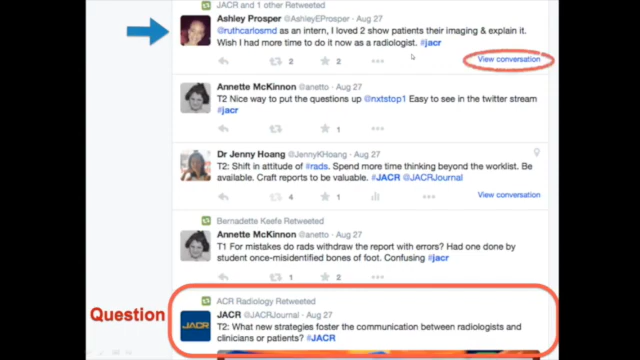 JACR and 1 other Retweeted
Ashley Prosper @AshleyEProsper · Aug 27
@ruthcarlosmd as an intern, I loved 2 show patients their imaging & explain it.
Wish I had more time to do it now as a radiologist. #jacr
2 2
View conversation
Annette McKinnon @anetto · Aug 27
T2 Nice way to put the questions up @nxtstop1 Easy to see in the twitter stream
#jacr
1
Dr Jenny Hoang @JennyKHoang · Aug 27
T2: Shift in attitude of #rads. Spend more time thinking beyond the worklist. Be
available. Craft reports to be valuable. #JACR @JACRJournal
4 1
View conversation
Bernadette Keefe Retweeted
Annette McKinnon @anetto · Aug 27
T1 For mistakes do rads withdraw the report with errors? Had one done by
student once-misidentified bones of foot. Confusing #jacr
1 2
ACR Radiology Retweeted
Question
JACR
JACR @JACRJournal · Aug 27
T2: What new strategies foster the communication between radiologists and
clinicians or patients? #JACR